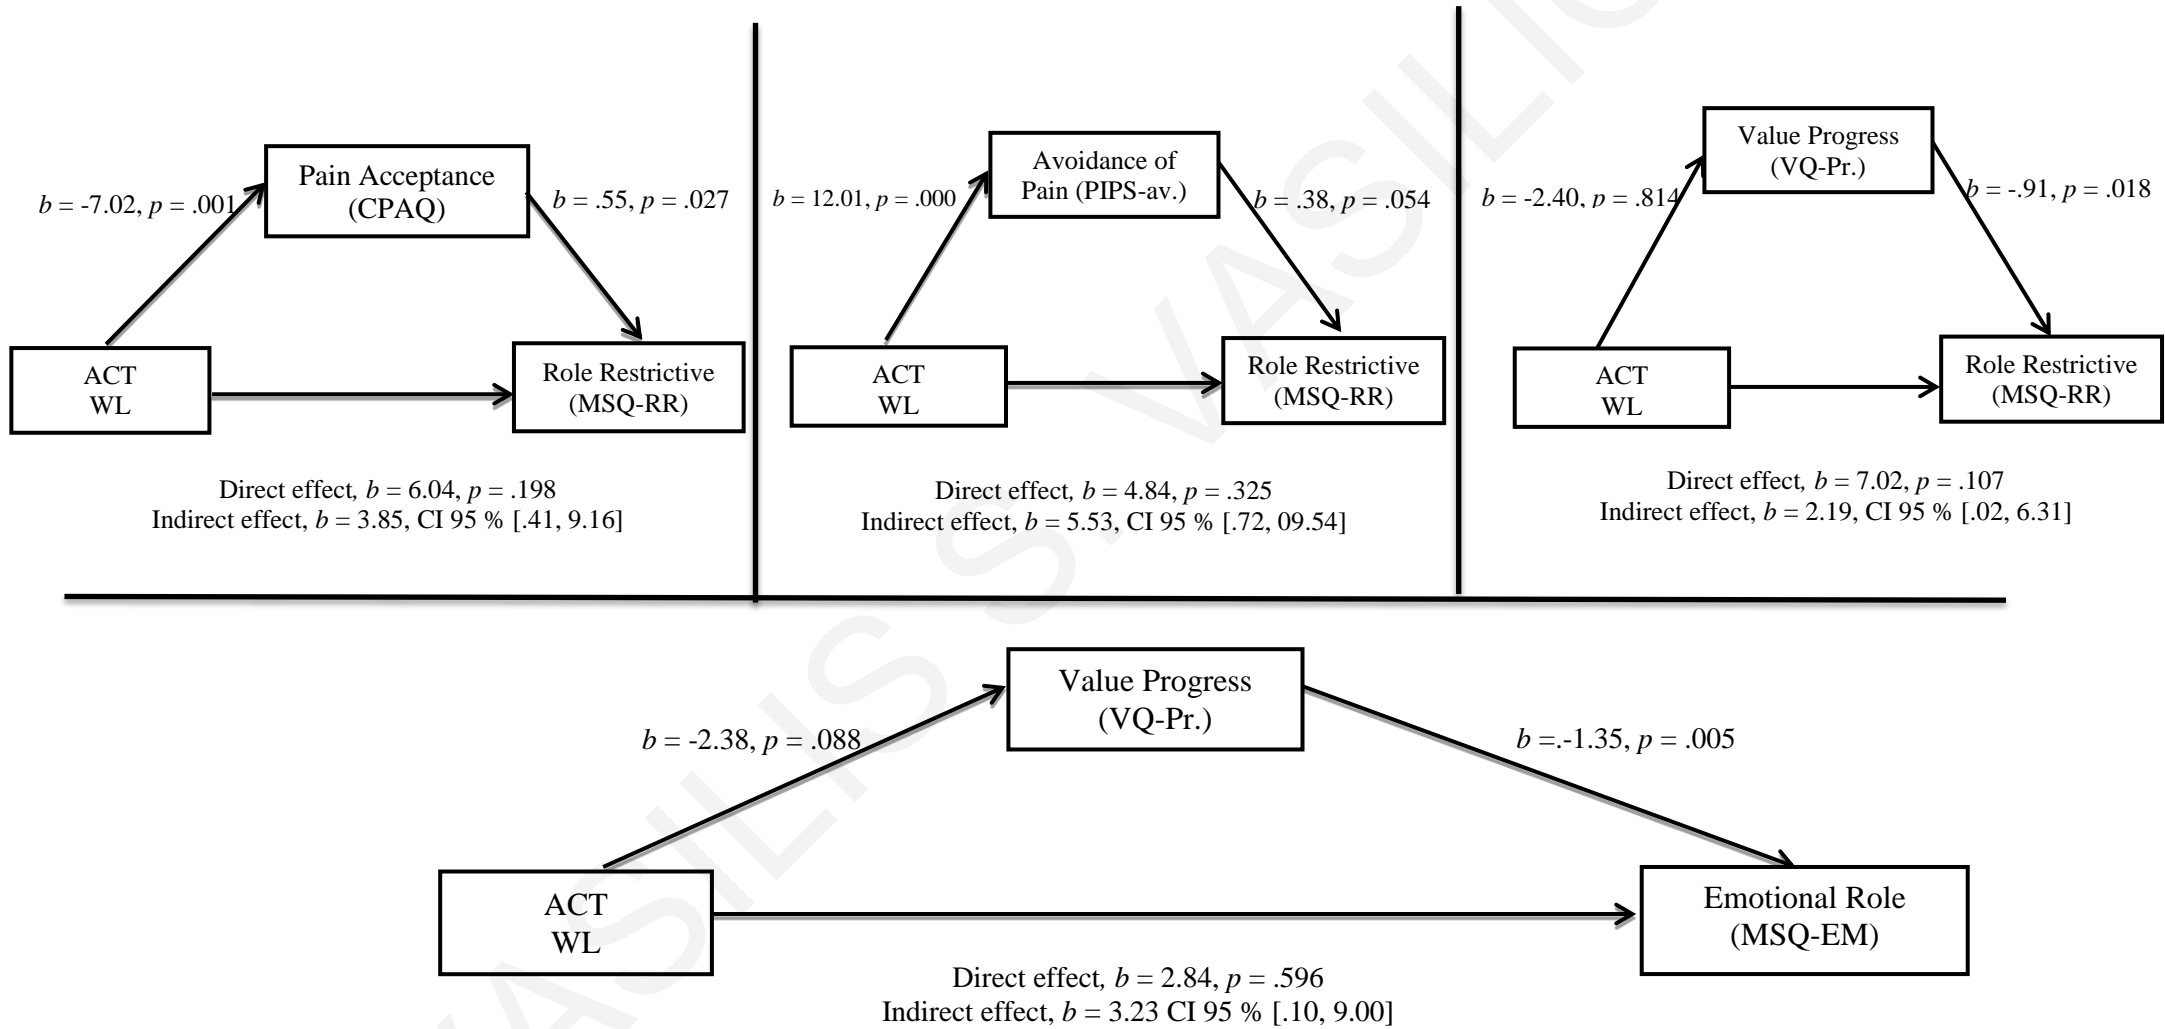 Pain Acceptance
(CPAQ)
b = -7.02, p = .001
b = .55, p = .027
ACT
WL
Role Restrictive
(MSQ-RR)
Direct effect, b = 6.04, p = .198
Indirect effect, b = 3.85, CI 95 % [.41, 9.16]
Avoidance of
Pain (PIPS-av.)
b = 12.01, p = .000
b = .38, p = .054
ACT
WL
Role Restrictive
(MSQ-RR)
Direct effect, b = 4.84, p = .325
Indirect effect, b = 5.53, CI 95 % [.72, 09.54]
Value Progress
(VQ-Pr.)
b = -2.40, p = .814
b = -.91, p = .018
ACT
WL
Role Restrictive
(MSQ-RR)
Direct effect, b = 7.02, p = .107
Indirect effect, b = 2.19, CI 95 % [.02, 6.31]
Value Progress
(VQ-Pr.)
b = -2.38, p = .088
b =.-1.35, p = .005
ACT
WL
Emotional Role
(MSQ-EM)
Direct effect, b = 2.84, p = .596
Indirect effect, b = 3.23 CI 95 % [.10, 9.00]
VASILIS S. VASILIO